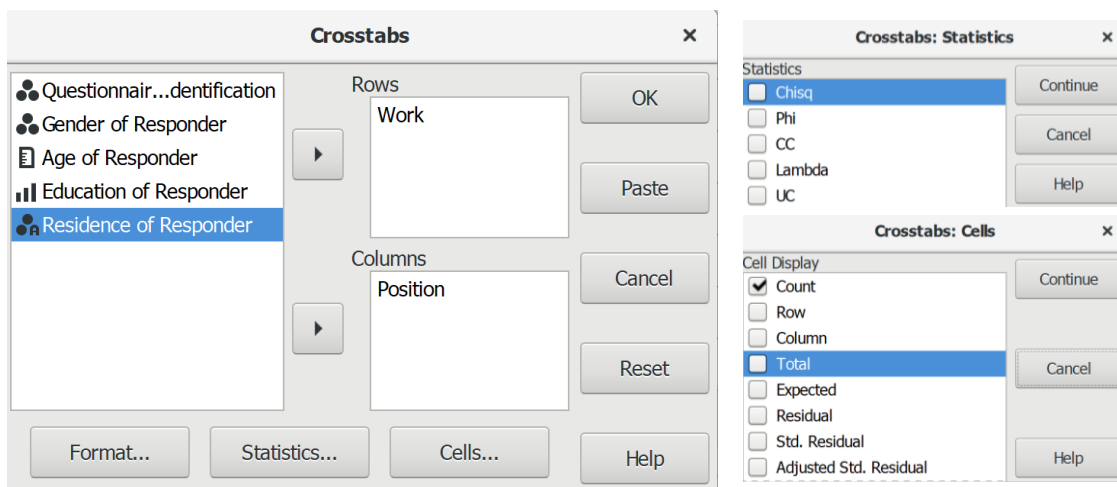 Crosstabs
×
Questionnair...dentification
Gender of Responder
Age of Responder
Education of Responder
Residence of Responder
Rows
Work
Columns
Position
OK
Paste
Cancel
Reset
Help
Format...
Statistics...
Cells...
Crosstabs: Statistics
×
Statistics
Chisq
Phi
CC
Lambda
UC
Continue
Cancel
Help
Crosstabs: Cells
×
Cell Display
Count
Row
Column
Total
Expected
Residual
Std. Residual
Adjusted Std. Residual
Continue
Cancel
Help